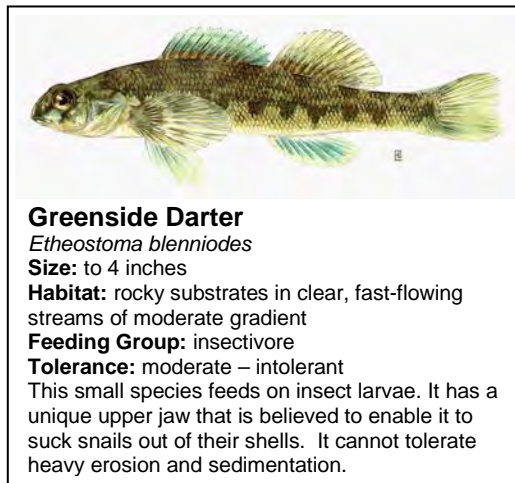 Greenside Darter
Etheostoma blenniodes
Size: to 4 inches
Habitat: rocky substrates in clear, fast-flowing
streams of moderate gradient
Feeding Group: insectivore
Tolerance: moderate – intolerant
This small species feeds on insect larvae. It has a
unique upper jaw that is believed to enable it to
suck snails out of their shells.  It cannot tolerate
heavy erosion and sedimentation.